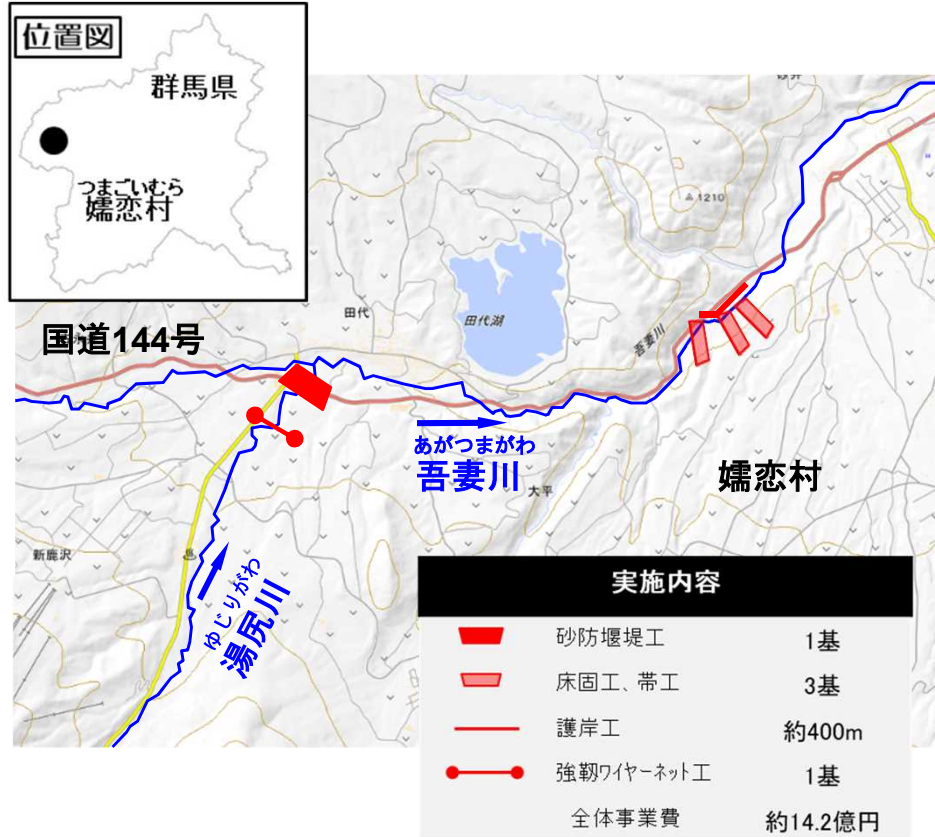 位置図
群馬県
つまごいむら
嬬恋村
国道144号
田代
田代湖
△1210
吾妻川
あがつまがわ
吾妻川
大平
嬬恋村
新鹿沢
ゆじりがわ
湯尻川
実施内容
砂防堰堤工 1基
床固工、帯工 3基
護岸工 約400m
強靭ワイヤーネット工 1基
全体事業費 約14.2億円